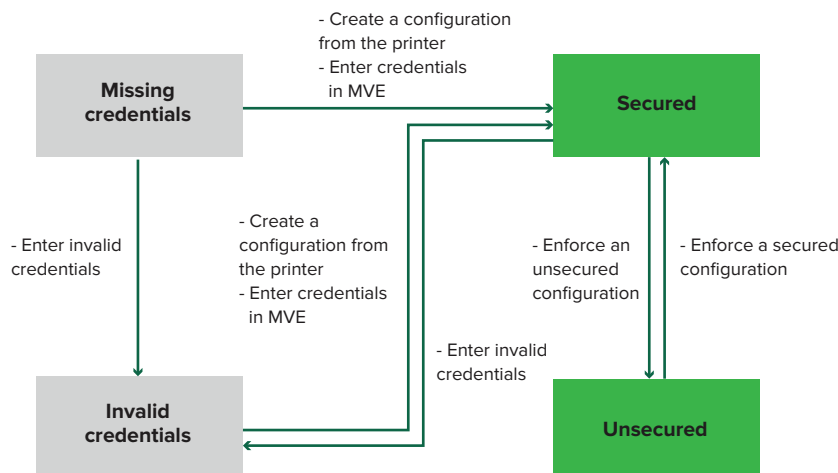 - Create a configuration
from the printer
- Enter credentials
in MVE
Missing
credentials
Secured
- Enter invalid
credentials
- Create a
configuration from
the printer
- Enter credentials
in MVE
- Enforce an
unsecured
configuration
- Enforce a secured
configuration
- Enter invalid
credentials
Invalid
credentials
Unsecured